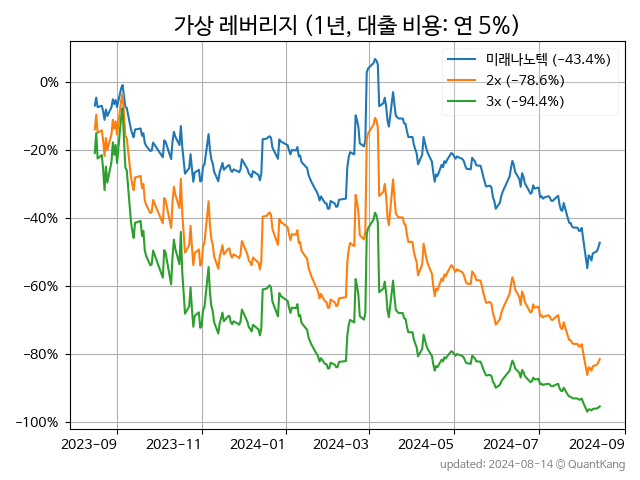 가상 레버리지 (1년, 대출 비용: 연 5%)
미래나노텍 (−43.4%)
2x (−78.6%)
3x (−94.4%)
0%
−20%
−40%
−60%
−80%
−100%
2023-09 2023-11 2024-01 2024-03 2024-05 2024-07 2024-09
updated: 2024-08-14 © QuantKang